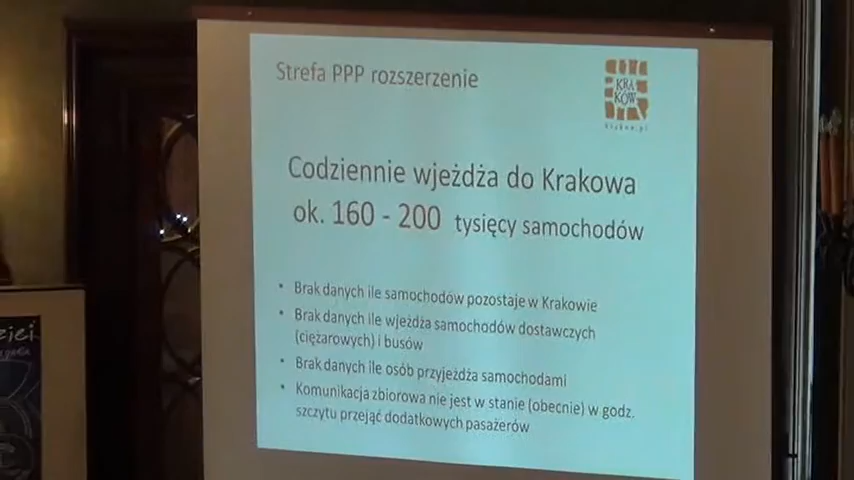 Strefa PPP rozszerzenie
KRA
KÓW
krakow.pl
Codziennie wjeżdża do Krakowa
ok. 160 - 200 tysięcy samochodów
• Brak danych ile samochodów pozostaje w Krakowie
• Brak danych ile wjeżdża samochodów dostawczych
(ciężarowych) i busów
• Brak danych ile osób przyjeżdża samochodami
• Komunikacja zbiorowa nie jest w stanie (obecnie) w godz.
szczytu przejąć dodatkowych pasażerów